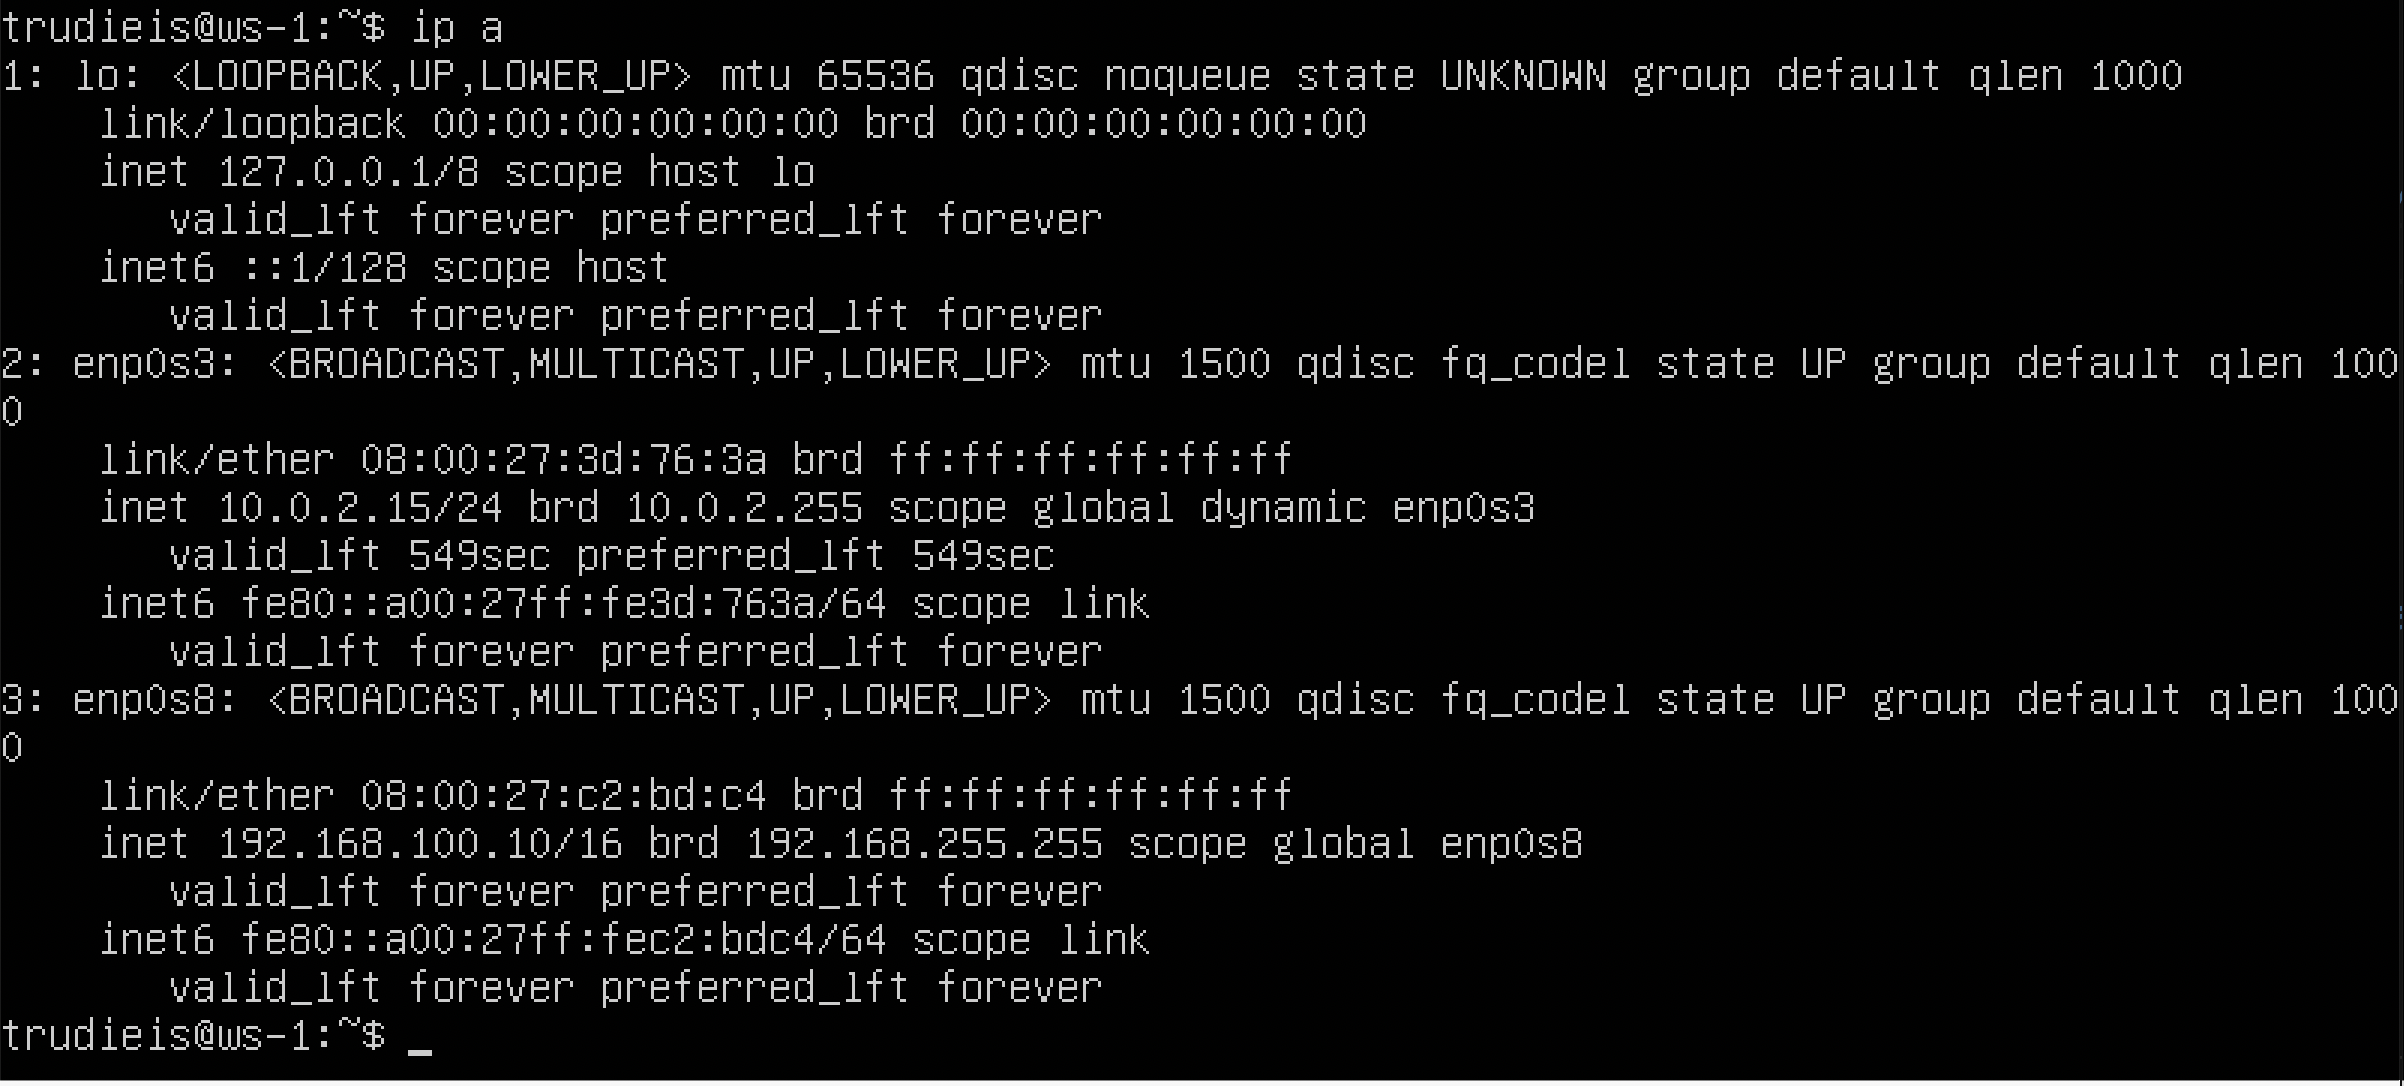 trudieis@ws-1:~$ ip a
1: lo: <LOOPBACK,UP,LOWER_UP> mtu 65536 qdisc noqueue state UNKNOWN group default qlen 1000
    link/loopback 00:00:00:00:00:00 brd 00:00:00:00:00:00
    inet 127.0.0.1/8 scope host lo
       valid_lft forever preferred_lft forever
    inet6 ::1/128 scope host
       valid_lft forever preferred_lft forever
2: enp0s3: <BROADCAST,MULTICAST,UP,LOWER_UP> mtu 1500 qdisc fq_codel state UP group default qlen 100
0
    link/ether 08:00:27:3d:76:3a brd ff:ff:ff:ff:ff:ff
    inet 10.0.2.15/24 brd 10.0.2.255 scope global dynamic enp0s3
       valid_lft 549sec preferred_lft 549sec
    inet6 fe80::a00:27ff:fe3d:763a/64 scope link
       valid_lft forever preferred_lft forever
3: enp0s8: <BROADCAST,MULTICAST,UP,LOWER_UP> mtu 1500 qdisc fq_codel state UP group default qlen 100
0
    link/ether 08:00:27:c2:bd:c4 brd ff:ff:ff:ff:ff:ff
    inet 192.168.100.10/16 brd 192.168.255.255 scope global enp0s8
       valid_lft forever preferred_lft forever
    inet6 fe80::a00:27ff:fec2:bdc4/64 scope link
       valid_lft forever preferred_lft forever
trudieis@ws-1:~$ _